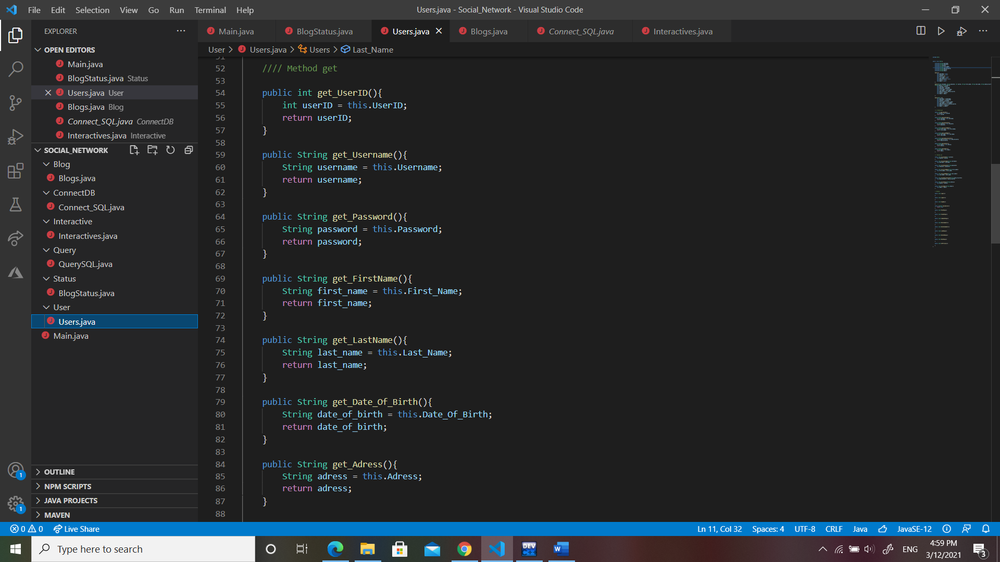 File Edit Selection View Go Run Terminal Help
Users.java - Social_Network - Visual Studio Code
EXPLORER
Main.java
BlogStatus.java
Users.java
Blogs.java
Connect_SQL.java
Interactives.java
User > Users.java > Users > Last_Name
OPEN EDITORS
Main.java
BlogStatus.java Status
Users.java User
Blogs.java Blog
Connect_SQL.java ConnectDB
Interactives.java Interactive
SOCIAL_NETWORK
Blog
Blogs.java
ConnectDB
Connect_SQL.java
Interactive
Interactives.java
Query
QuerySQL.java
Status
BlogStatus.java
User
Users.java
Main.java
OUTLINE
NPM SCRIPTS
JAVA PROJECTS
MAVEN
51
52 //// Method get
53
54 public int get_UserID(){
55 int userID = this.UserID;
56 return userID;
57 }
58
59 public String get_Username(){
60 String username = this.Username;
61 return username;
62 }
63
64 public String get_Password(){
65 String password = this.Password;
66 return password;
67 }
68
69 public String get_FirstName(){
70 String first_name = this.First_Name;
71 return first_name;
72 }
73
74 public String get_LastName(){
75 String last_name = this.Last_Name;
76 return last_name;
77 }
78
79 public String get_Date_Of_Birth(){
80 String date_of_birth = this.Date_Of_Birth;
81 return date_of_birth;
82 }
83
84 public String get_Adress(){
85 String adress = this.Adress;
86 return adress;
87 }
88
1
1
0 0 Live Share
Ln 11, Col 32 Spaces: 4 UTF-8 CRLF Java JavaSE-12
Type here to search
DEV C++
W
ENG
4:59 PM
3/12/2021
3